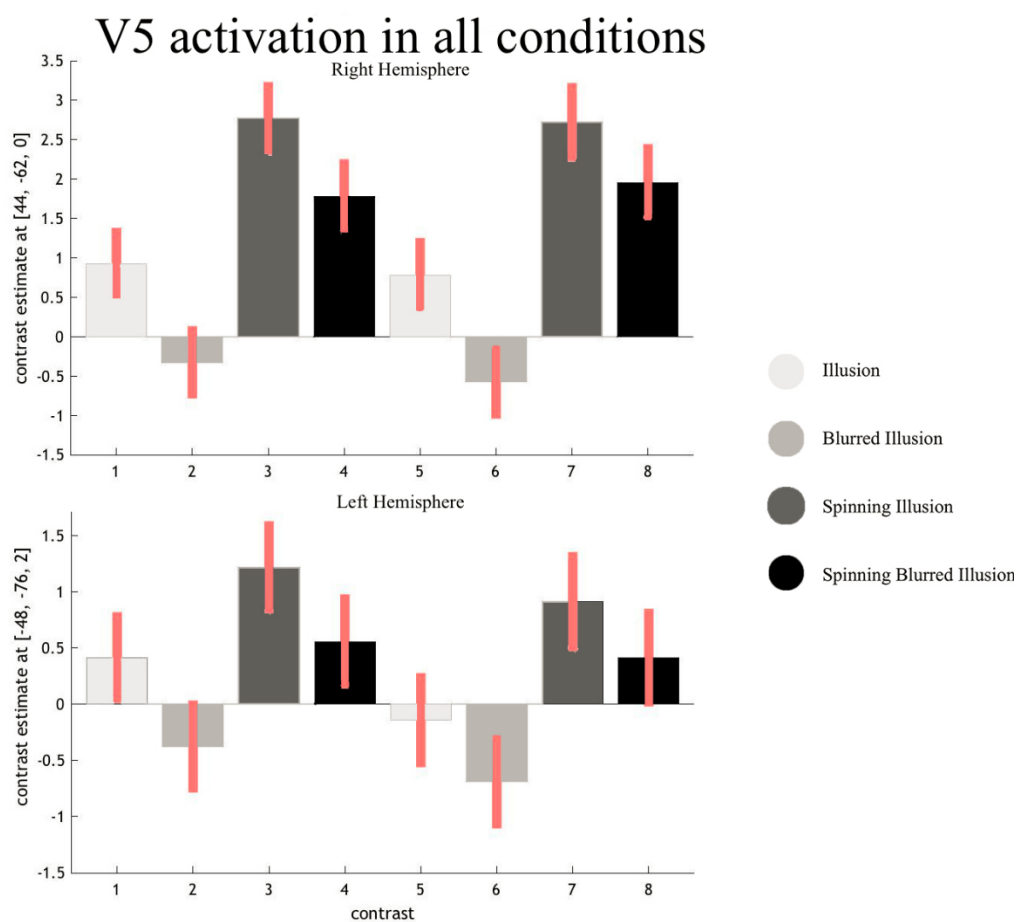 V5 activation in all conditions
Right Hemisphere
contrast estimate at [44, -62, 0]
3.5
3
2.5
2
1.5
1
0.5
0
-0.5
-1
-1.5
1 2 3 4 5 6 7 8
Left Hemisphere
contrast estimate at [-48, -76, 2]
1.5
1
0.5
0
-0.5
-1
-1.5
1 2 3 4 5 6 7 8
contrast
Illusion
Blurred Illusion
Spinning Illusion
Spinning Blurred Illusion